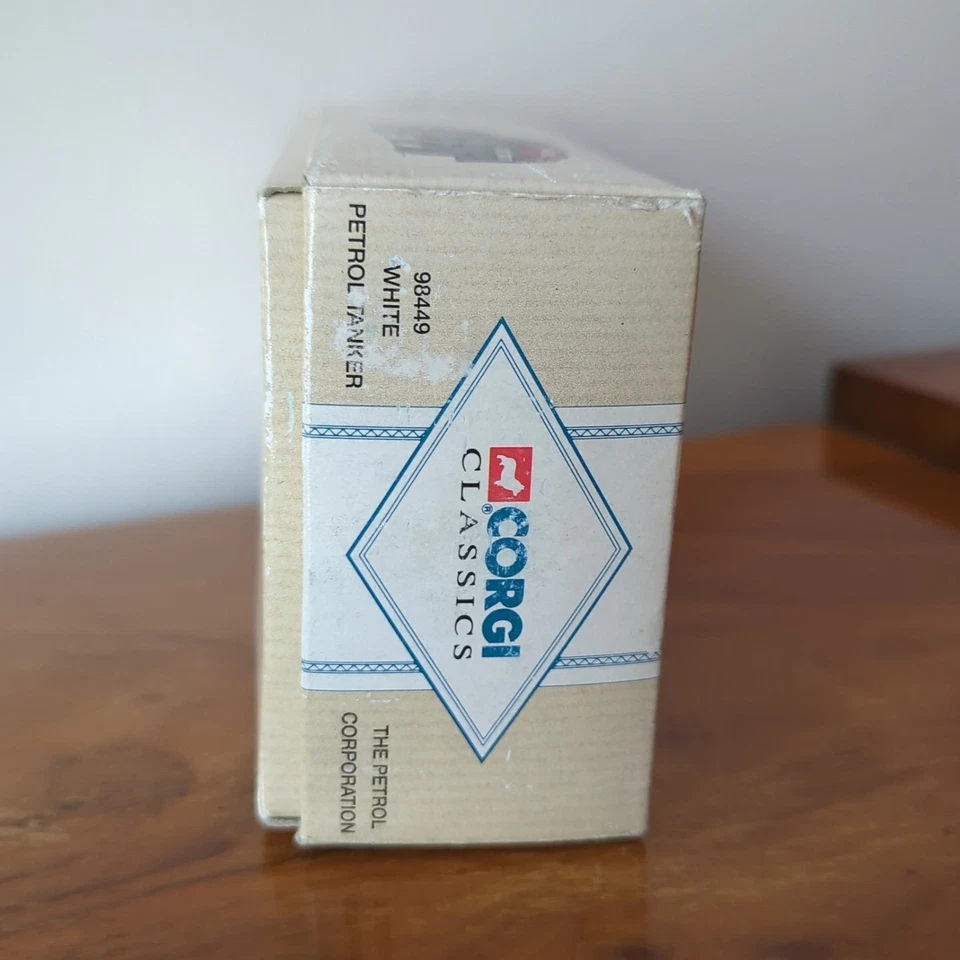 98449
WHITE
PETROL TANKER
CORGI®
CLASSICS
THE PETROL
CORPORATION